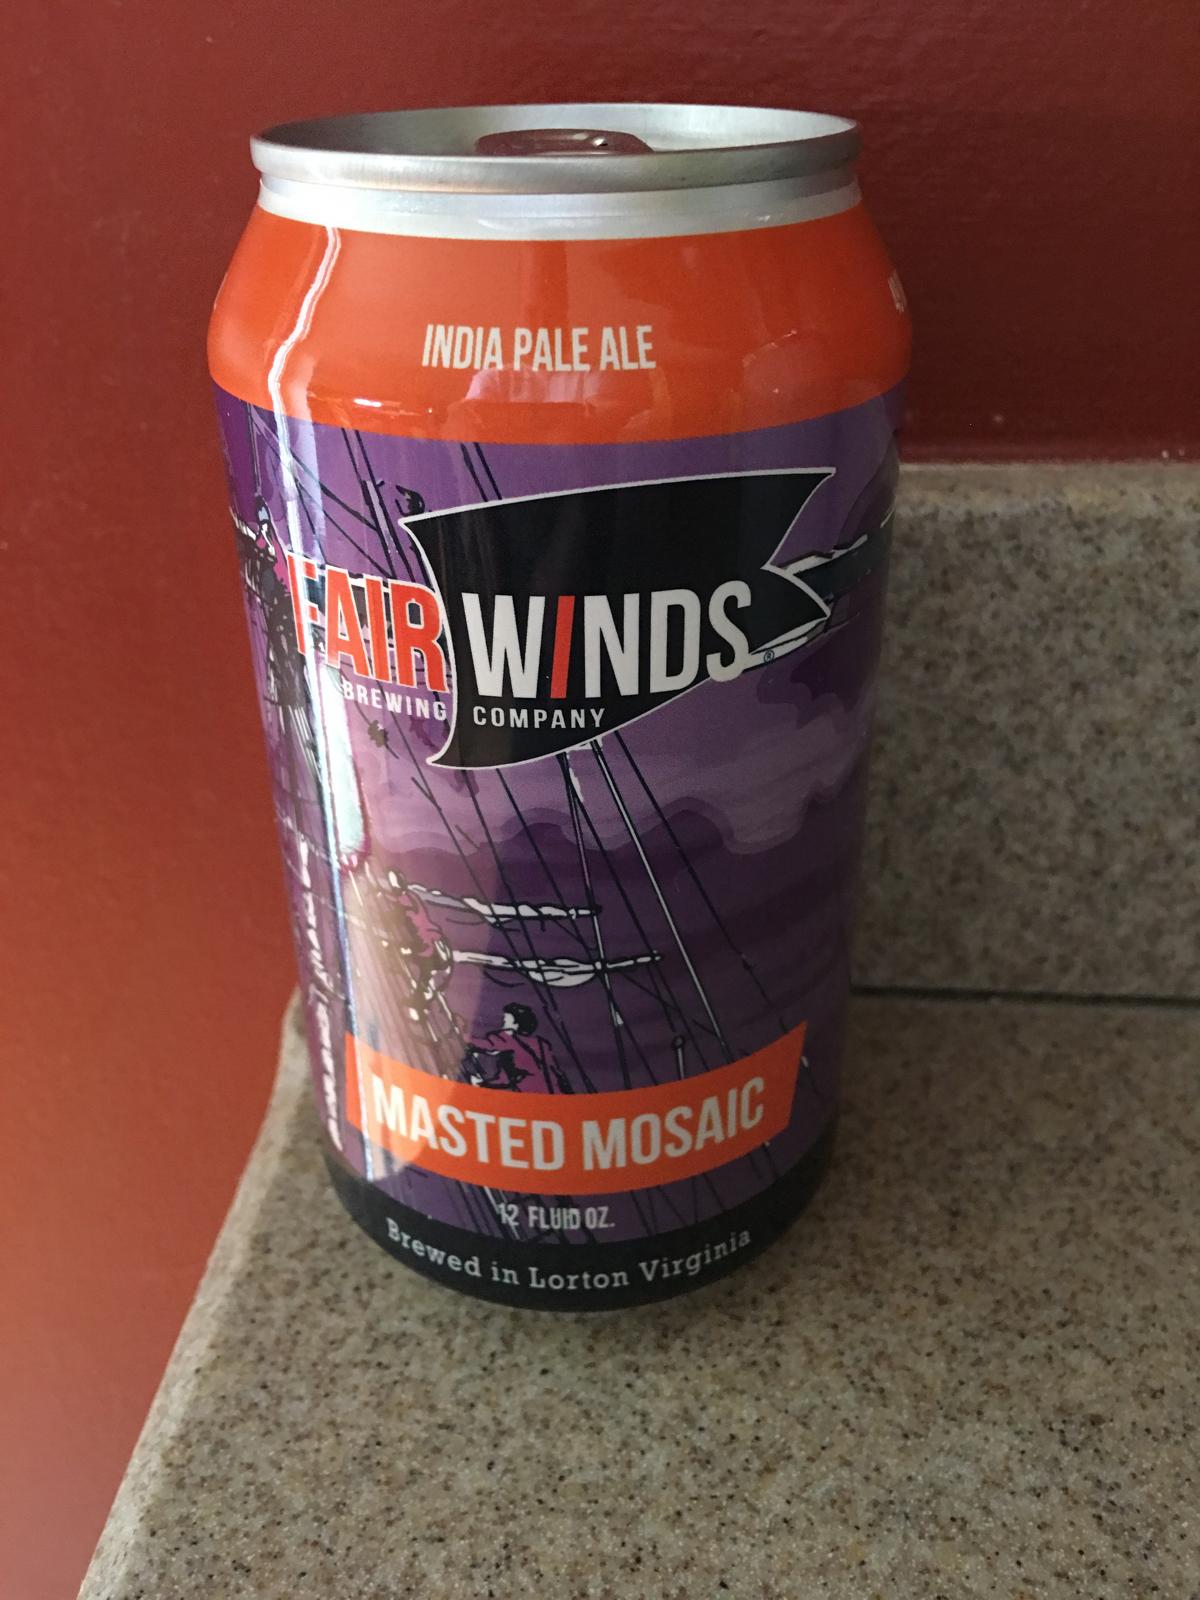 INDIA PALE ALE
FAIR WINDS®
BREWING COMPANY
MASTED MOSAIC
12 FLUID OZ.
Brewed in Lorton Virginia